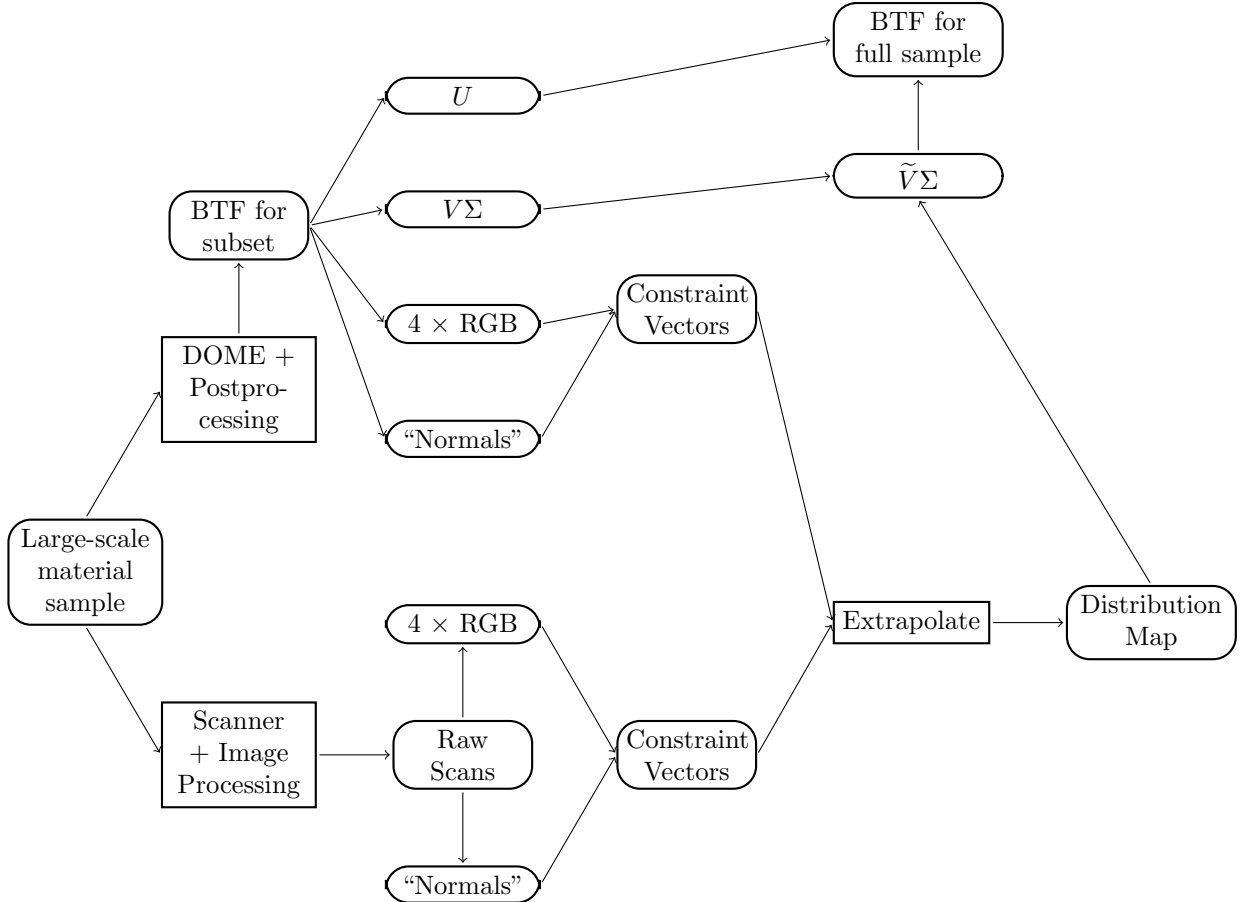 BTF for
full sample
U
ṼΣ
VΣ
BTF for
subset
Constraint
Vectors
4 × RGB
DOME +
Postpro-
cessing
“Normals”
Large-scale
material
sample
4 × RGB
Extrapolate
Distribution
Map
Scanner
+ Image
Processing
Raw
Scans
Constraint
Vectors
“Normals”